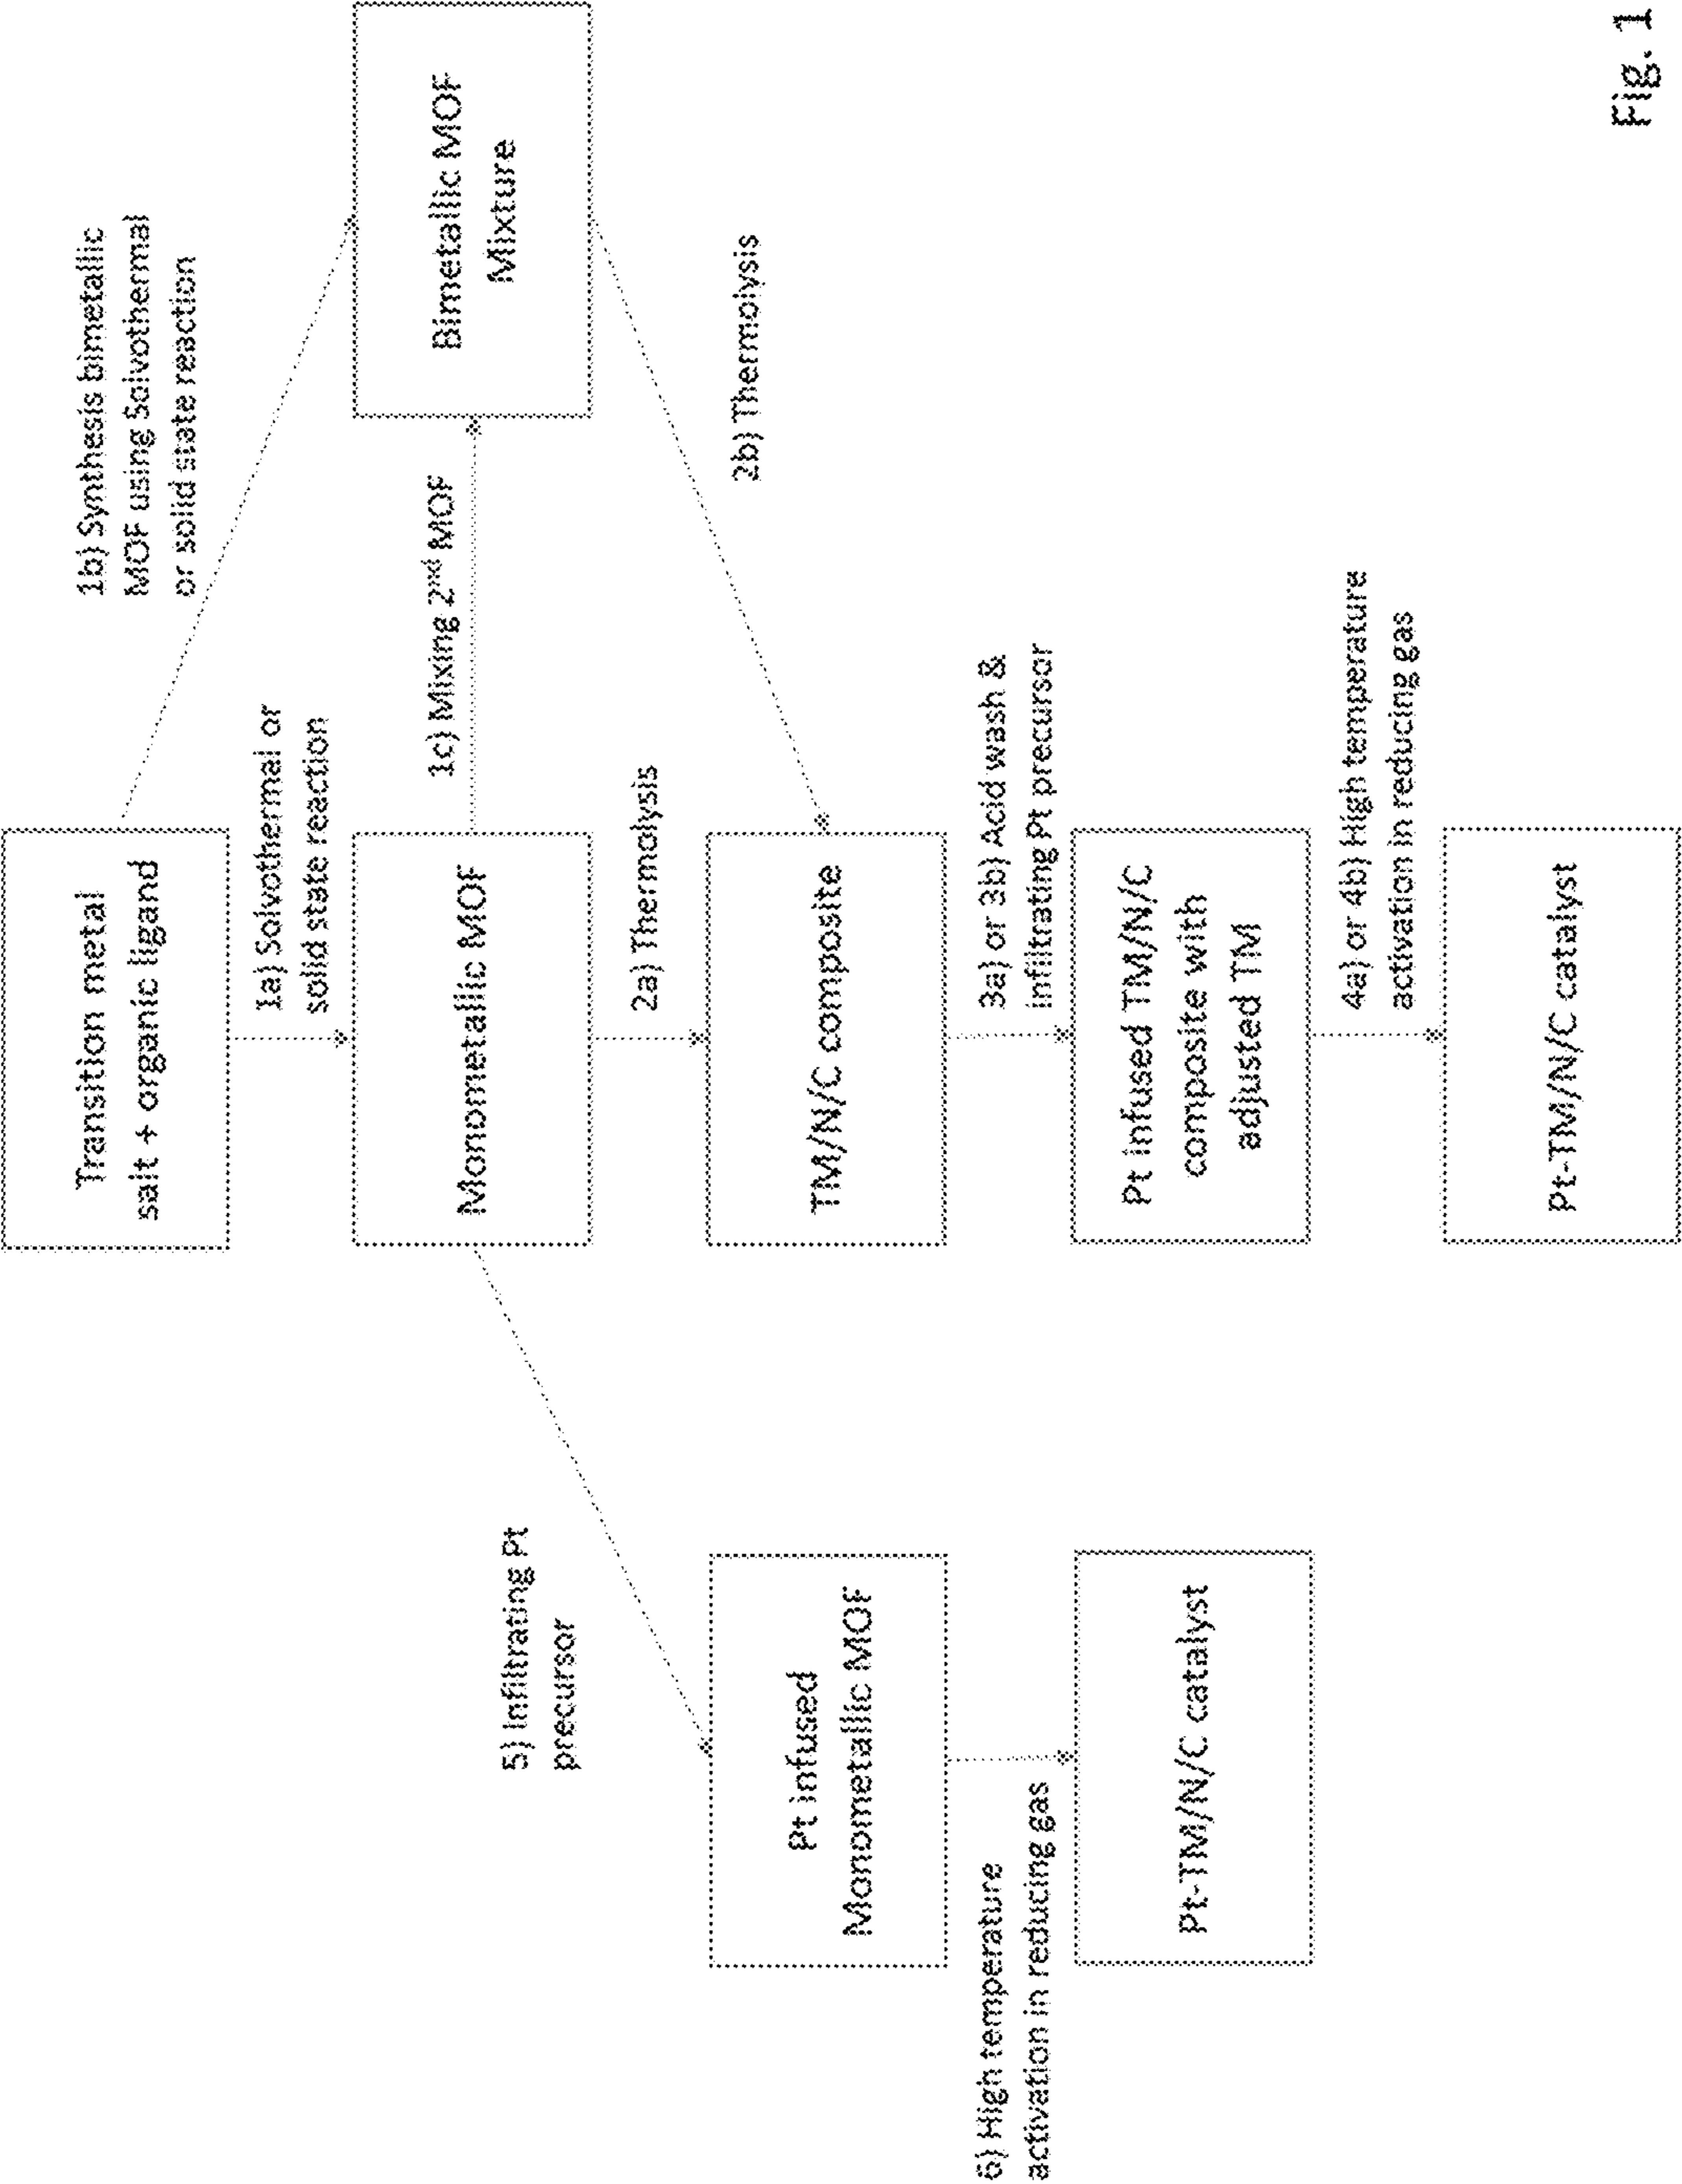 Transition metal
salt + organic ligand
1a) Solvothermal or
solid state reaction
1b) Synthesis bimetallic
MOF using Solvothermal
or solid state reaction
Monometallic MOF
1c) Mixing 2nd MOF
Bimetallic MOF
Mixture
5) Infiltrating Pt
precursor
2a) Thermolysis
2b) Thermolysis
Pt infused
Monometallic MOF
TM/N/C composite
6) High temperature
activation in reducing gas
3a) or 3b) Acid wash &
infiltrating Pt precursor
Pt-TM/N/C catalyst
Pt infused TM/N/C
composite with
adjusted TM
4a) or 4b) High temperature
activation in reducing gas
Pt-TM/N/C catalyst
Fig. 1